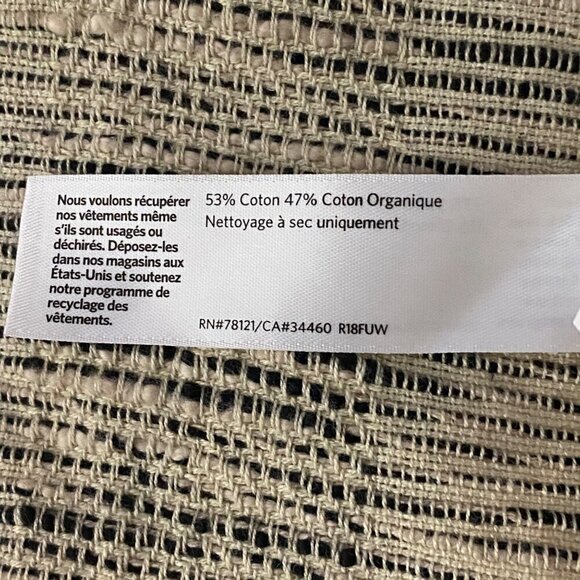 Nous voulons récupérer
nos vêtements même
s'ils sont usagés ou
déchirés. Déposez-les
dans nos magasins aux
États-Unis et soutenez
notre programme de
recyclage des
vêtements.
53% Coton 47% Coton Organique
Nettoyage à sec uniquement
RN#78121/CA#34460 R18FUW